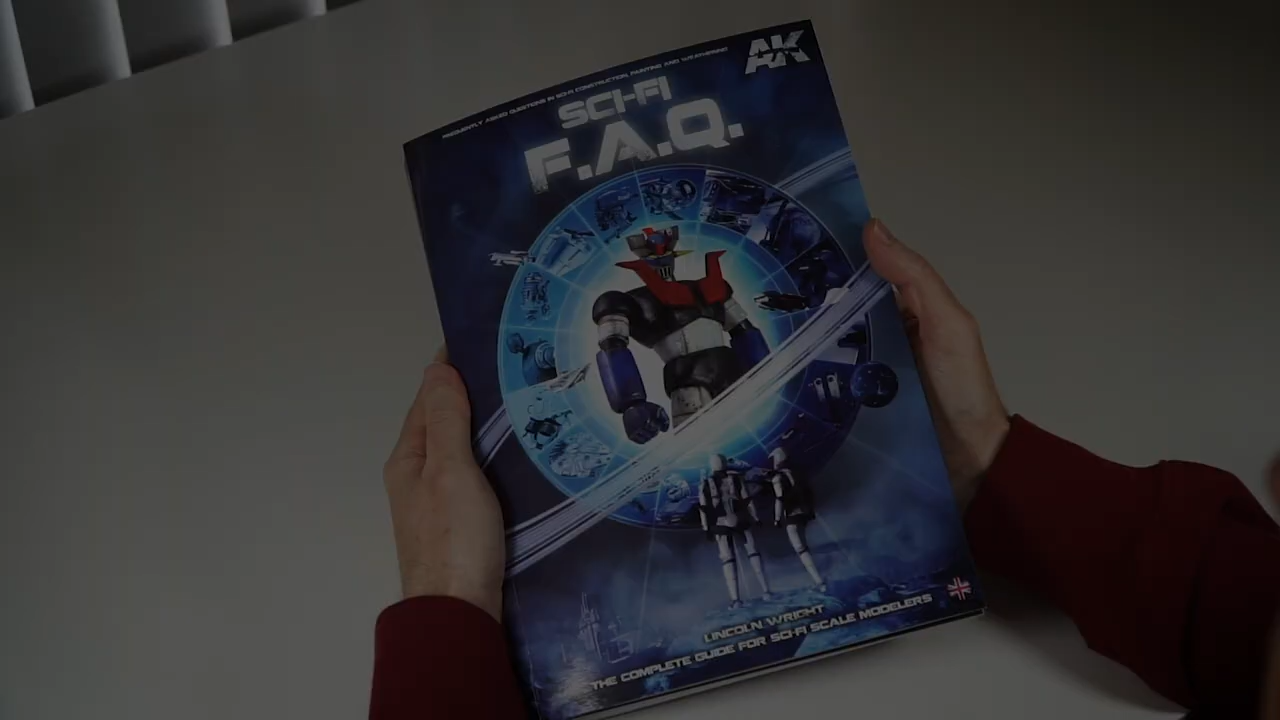 FREQUENTLY ASKED QUESTIONS IN SCI-FI CONSTRUCTION, PAINTING AND WEATHERING
AK
SCI-FI
F.A.Q.
LINCOLN WRIGHT
THE COMPLETE GUIDE FOR SCI-FI SCALE MODELERS